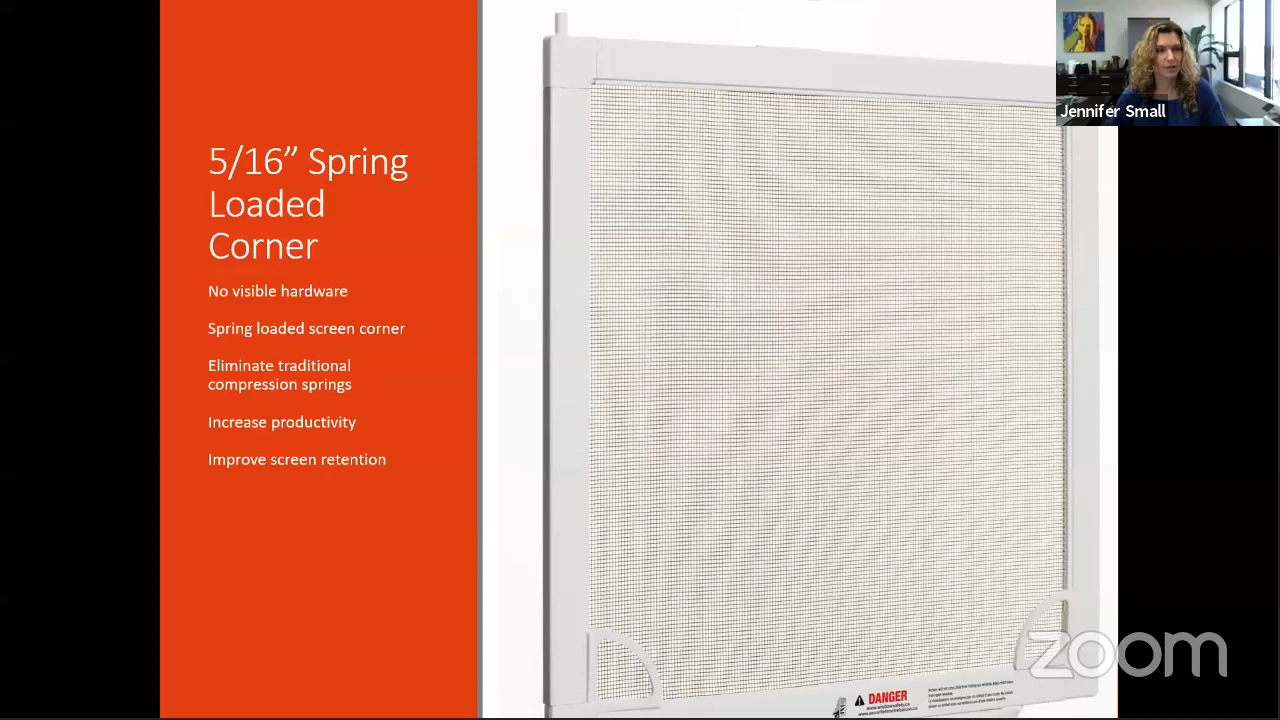 5/16” Spring
Loaded
Corner
No visible hardware
Spring loaded screen corner
Eliminate traditional
compression springs
Increase productivity
Improve screen retention
Jennifer Small
DANGER
zoom